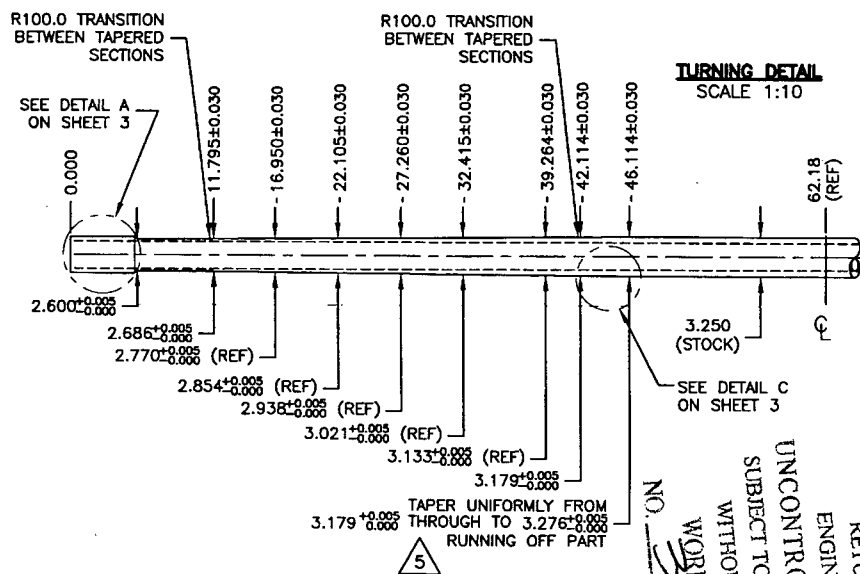 R100.0 TRANSITION
BETWEEN TAPERED
SECTIONS
R100.0 TRANSITION
BETWEEN TAPERED
SECTIONS
TURNING DETAIL
SCALE 1:10
SEE DETAIL A
ON SHEET 3
0.000
11.795±0.030
16.950±0.030
22.105±0.030
27.260±0.030
32.415±0.030
39.264±0.030
42.114±0.030
46.114±0.030
62.18
(REF)
2.600+0.005-0.000
2.686+0.005-0.000
2.770+0.005-0.000 (REF)
2.854+0.005-0.000 (REF)
2.938+0.005-0.000 (REF)
3.021+0.005-0.000 (REF)
3.133+0.005-0.000 (REF)
3.179+0.005-0.000
3.250
(STOCK)
℄
SEE DETAIL C
ON SHEET 3
TAPER UNIFORMLY FROM
3.179+0.005-0.000 THROUGH TO 3.276+0.005-0.000
RUNNING OFF PART
5
ENGIN
UNCONTRO
SUBJECT TO
WITHO
WOR
NO.